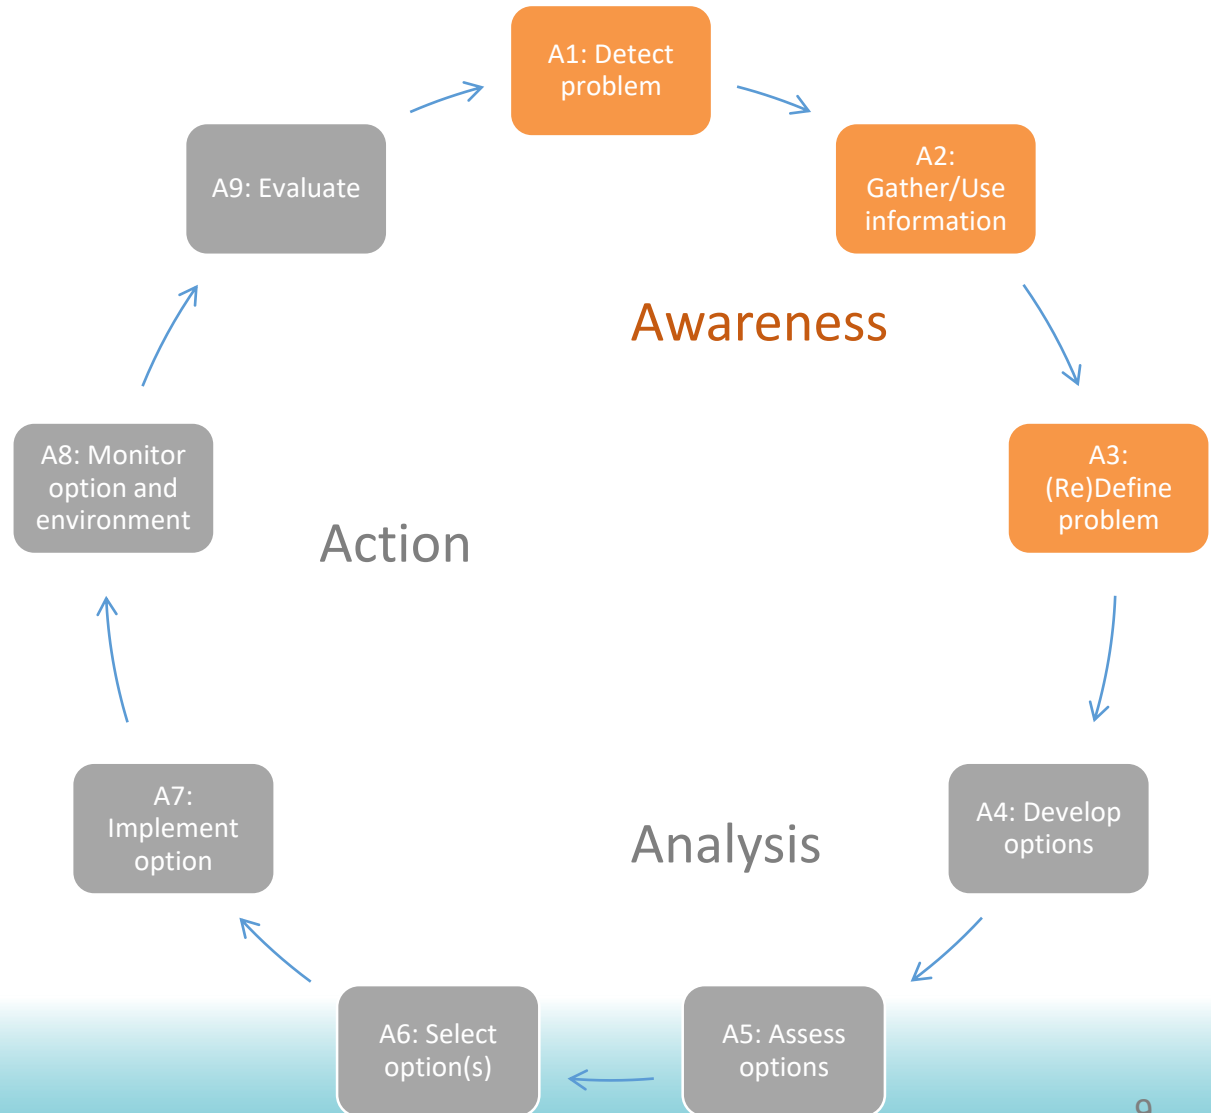 A1: Detect
problem
A2:
Gather/Use
information
Awareness
A3:
(Re)Define
problem
A4: Develop
options
Analysis
A5: Assess
options
A6: Select
option(s)
A7:
Implement
option
Action
A8: Monitor
option and
environment
A9: Evaluate
9